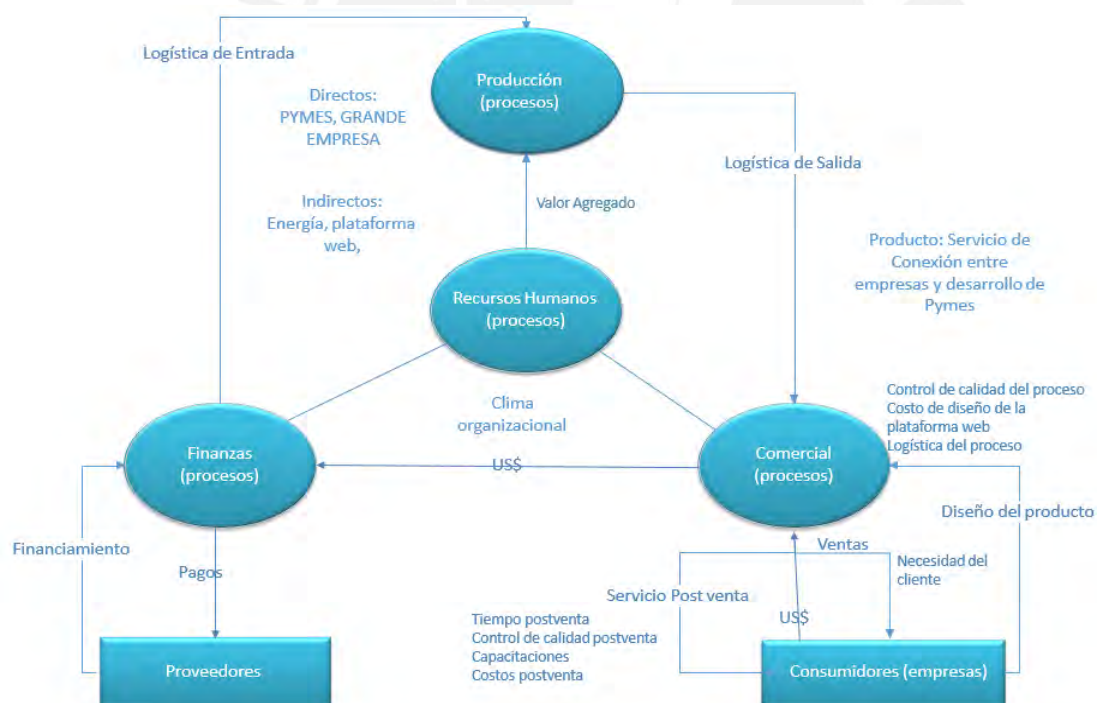 Logística de Entrada
Producción
(procesos)
Directos:
PYMES, GRANDE
EMPRESA
Logística de Salida
Indirectos:
Energía, plataforma
web,
Valor Agregado
Producto: Servicio de
Conexión entre
empresas y desarrollo de
Pymes
Recursos Humanos
(procesos)
Clima
organizacional
Control de calidad del proceso
Costo de diseño de la
plataforma web
Logística del proceso
Finanzas
(procesos)
US$
Comercial
(procesos)
Diseño del producto
Financiamiento
Pagos
Ventas
Necesidad del
cliente
Servicio Post venta
US$
Tiempo postventa
Control de calidad postventa
Capacitaciones
Costos postventa
Proveedores
Consumidores (empresas)